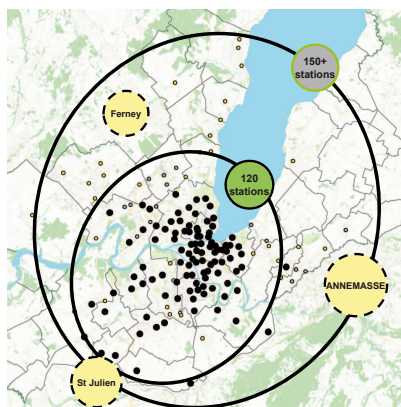 150+
stations
Ferney
120
stations
ANNEMASSE
St Julien